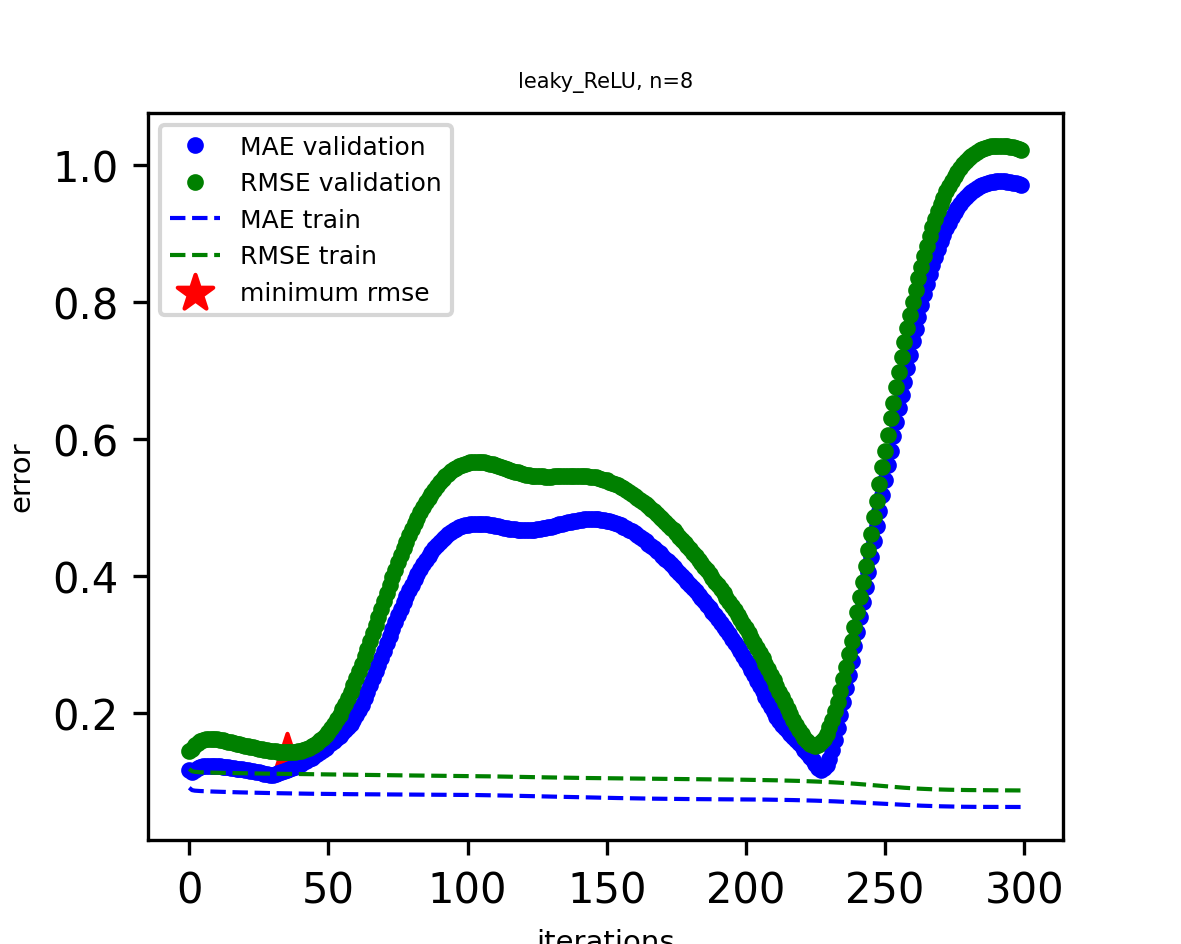 leaky_ReLU, n=8
MAE validation
RMSE validation
MAE train
RMSE train
minimum rmse
error
1.0
0.8
0.6
0.4
0.2
0 50 100 150 200 250 300
iterations